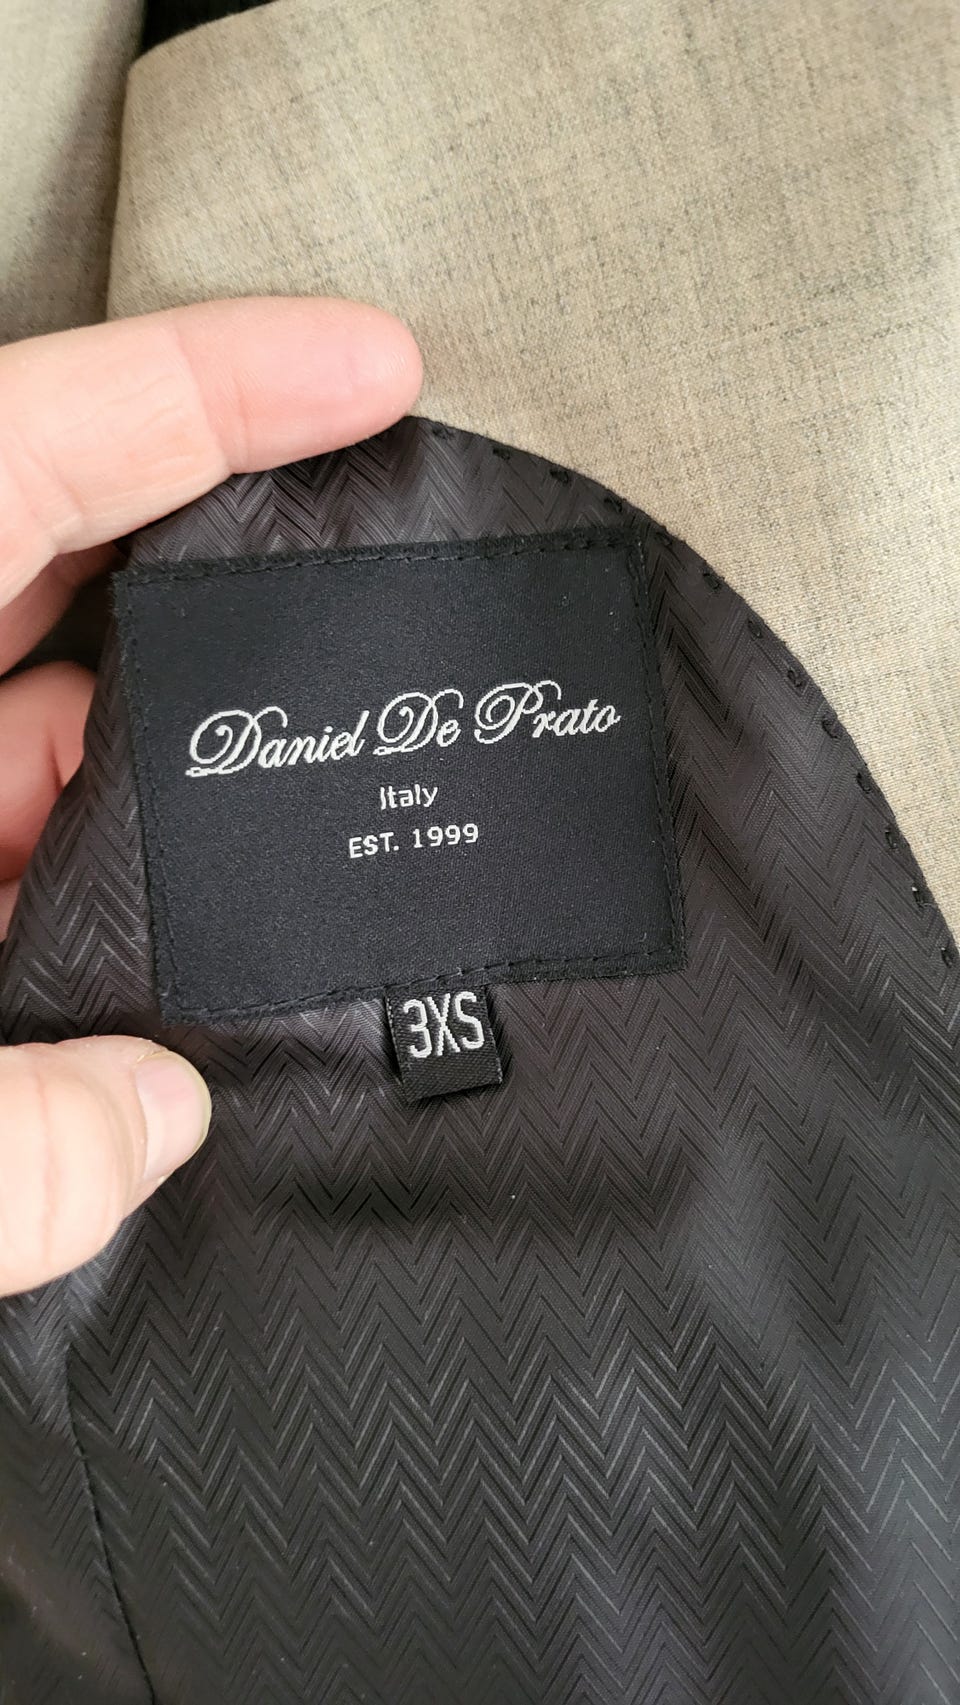 Daniel De Prato
Italy
EST. 1999
3XS